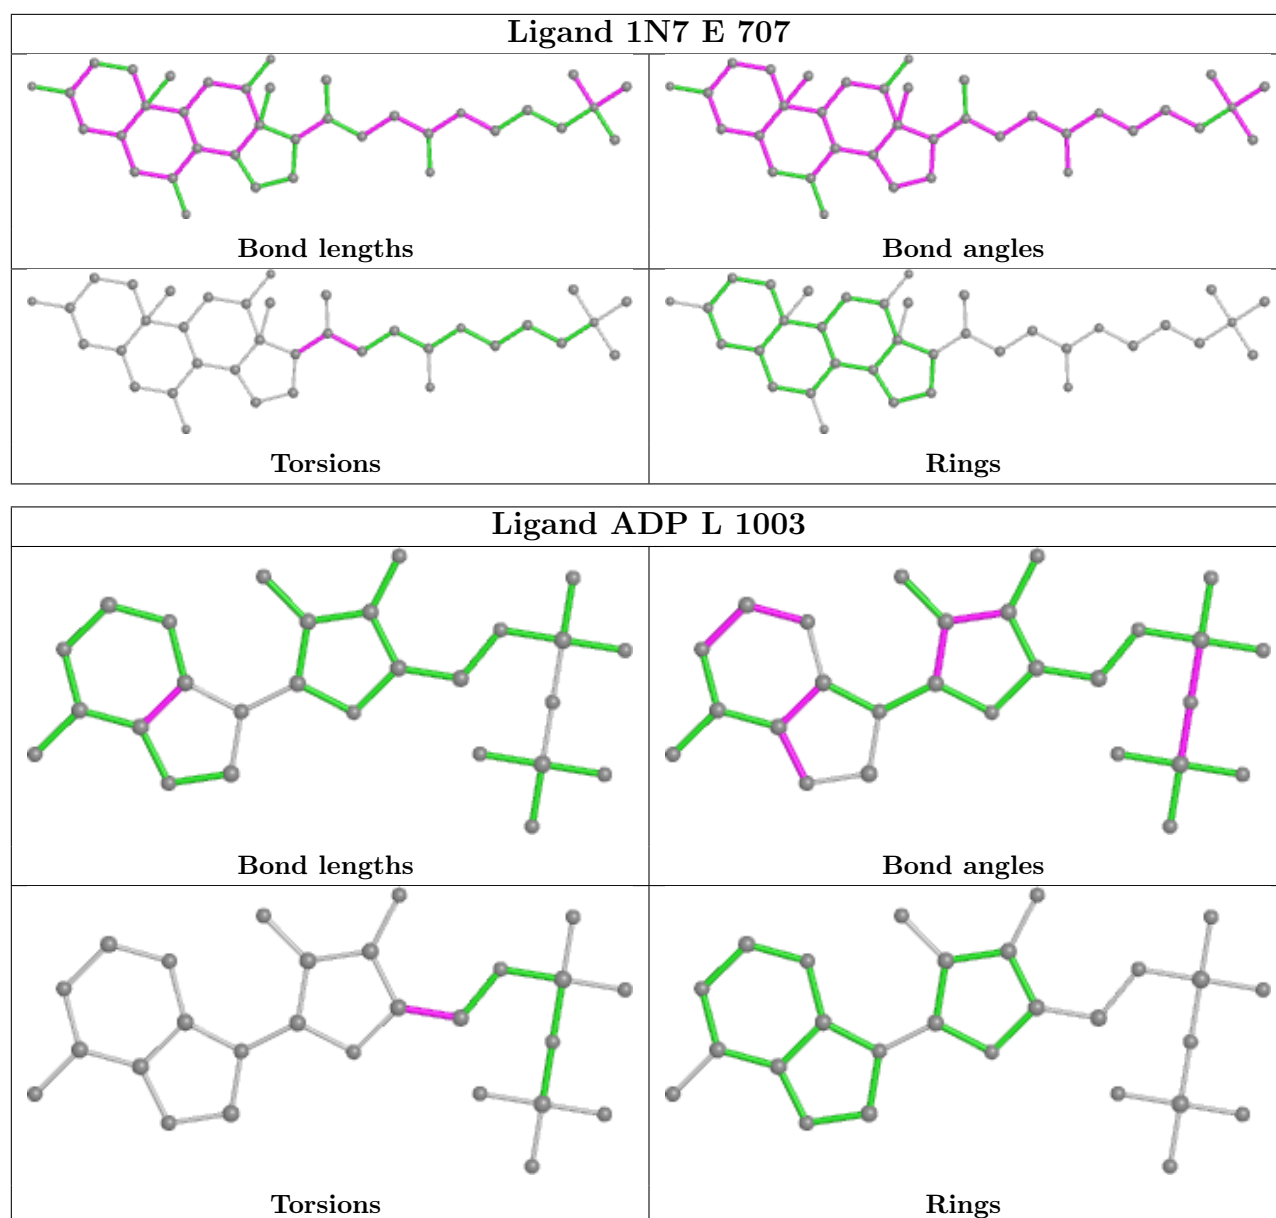 Ligand 1N7 E 707
Bond lengths
Bond angles
Torsions
Rings
Ligand ADP L 1003
Bond lengths
Bond angles
Torsions
Rings